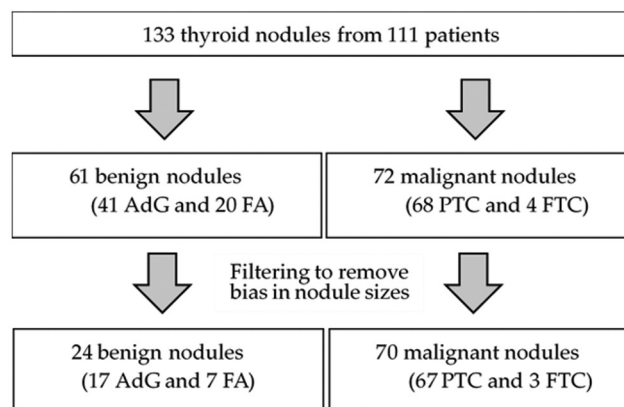 133 thyroid nodules from 111 patients
61 benign nodules
(41 AdG and 20 FA)
72 malignant nodules
(68 PTC and 4 FTC)
Filtering to remove
bias in nodule sizes
24 benign nodules
(17 AdG and 7 FA)
70 malignant nodules
(67 PTC and 3 FTC)